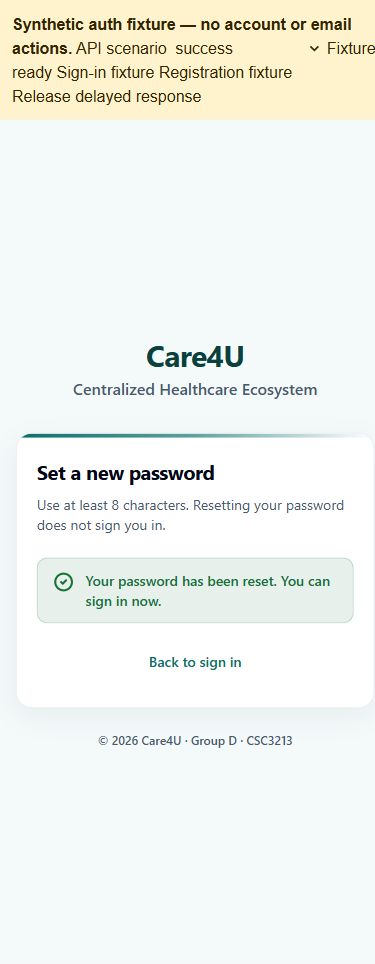 Synthetic auth fixture — no account or email
actions. API scenario success Fixture
ready Sign-in fixture Registration fixture
Release delayed response
Care4U
Centralized Healthcare Ecosystem
Set a new password
Use at least 8 characters. Resetting your password
does not sign you in.
Your password has been reset. You can
sign in now.
Back to sign in
© 2026 Care4U · Group D · CSC3213